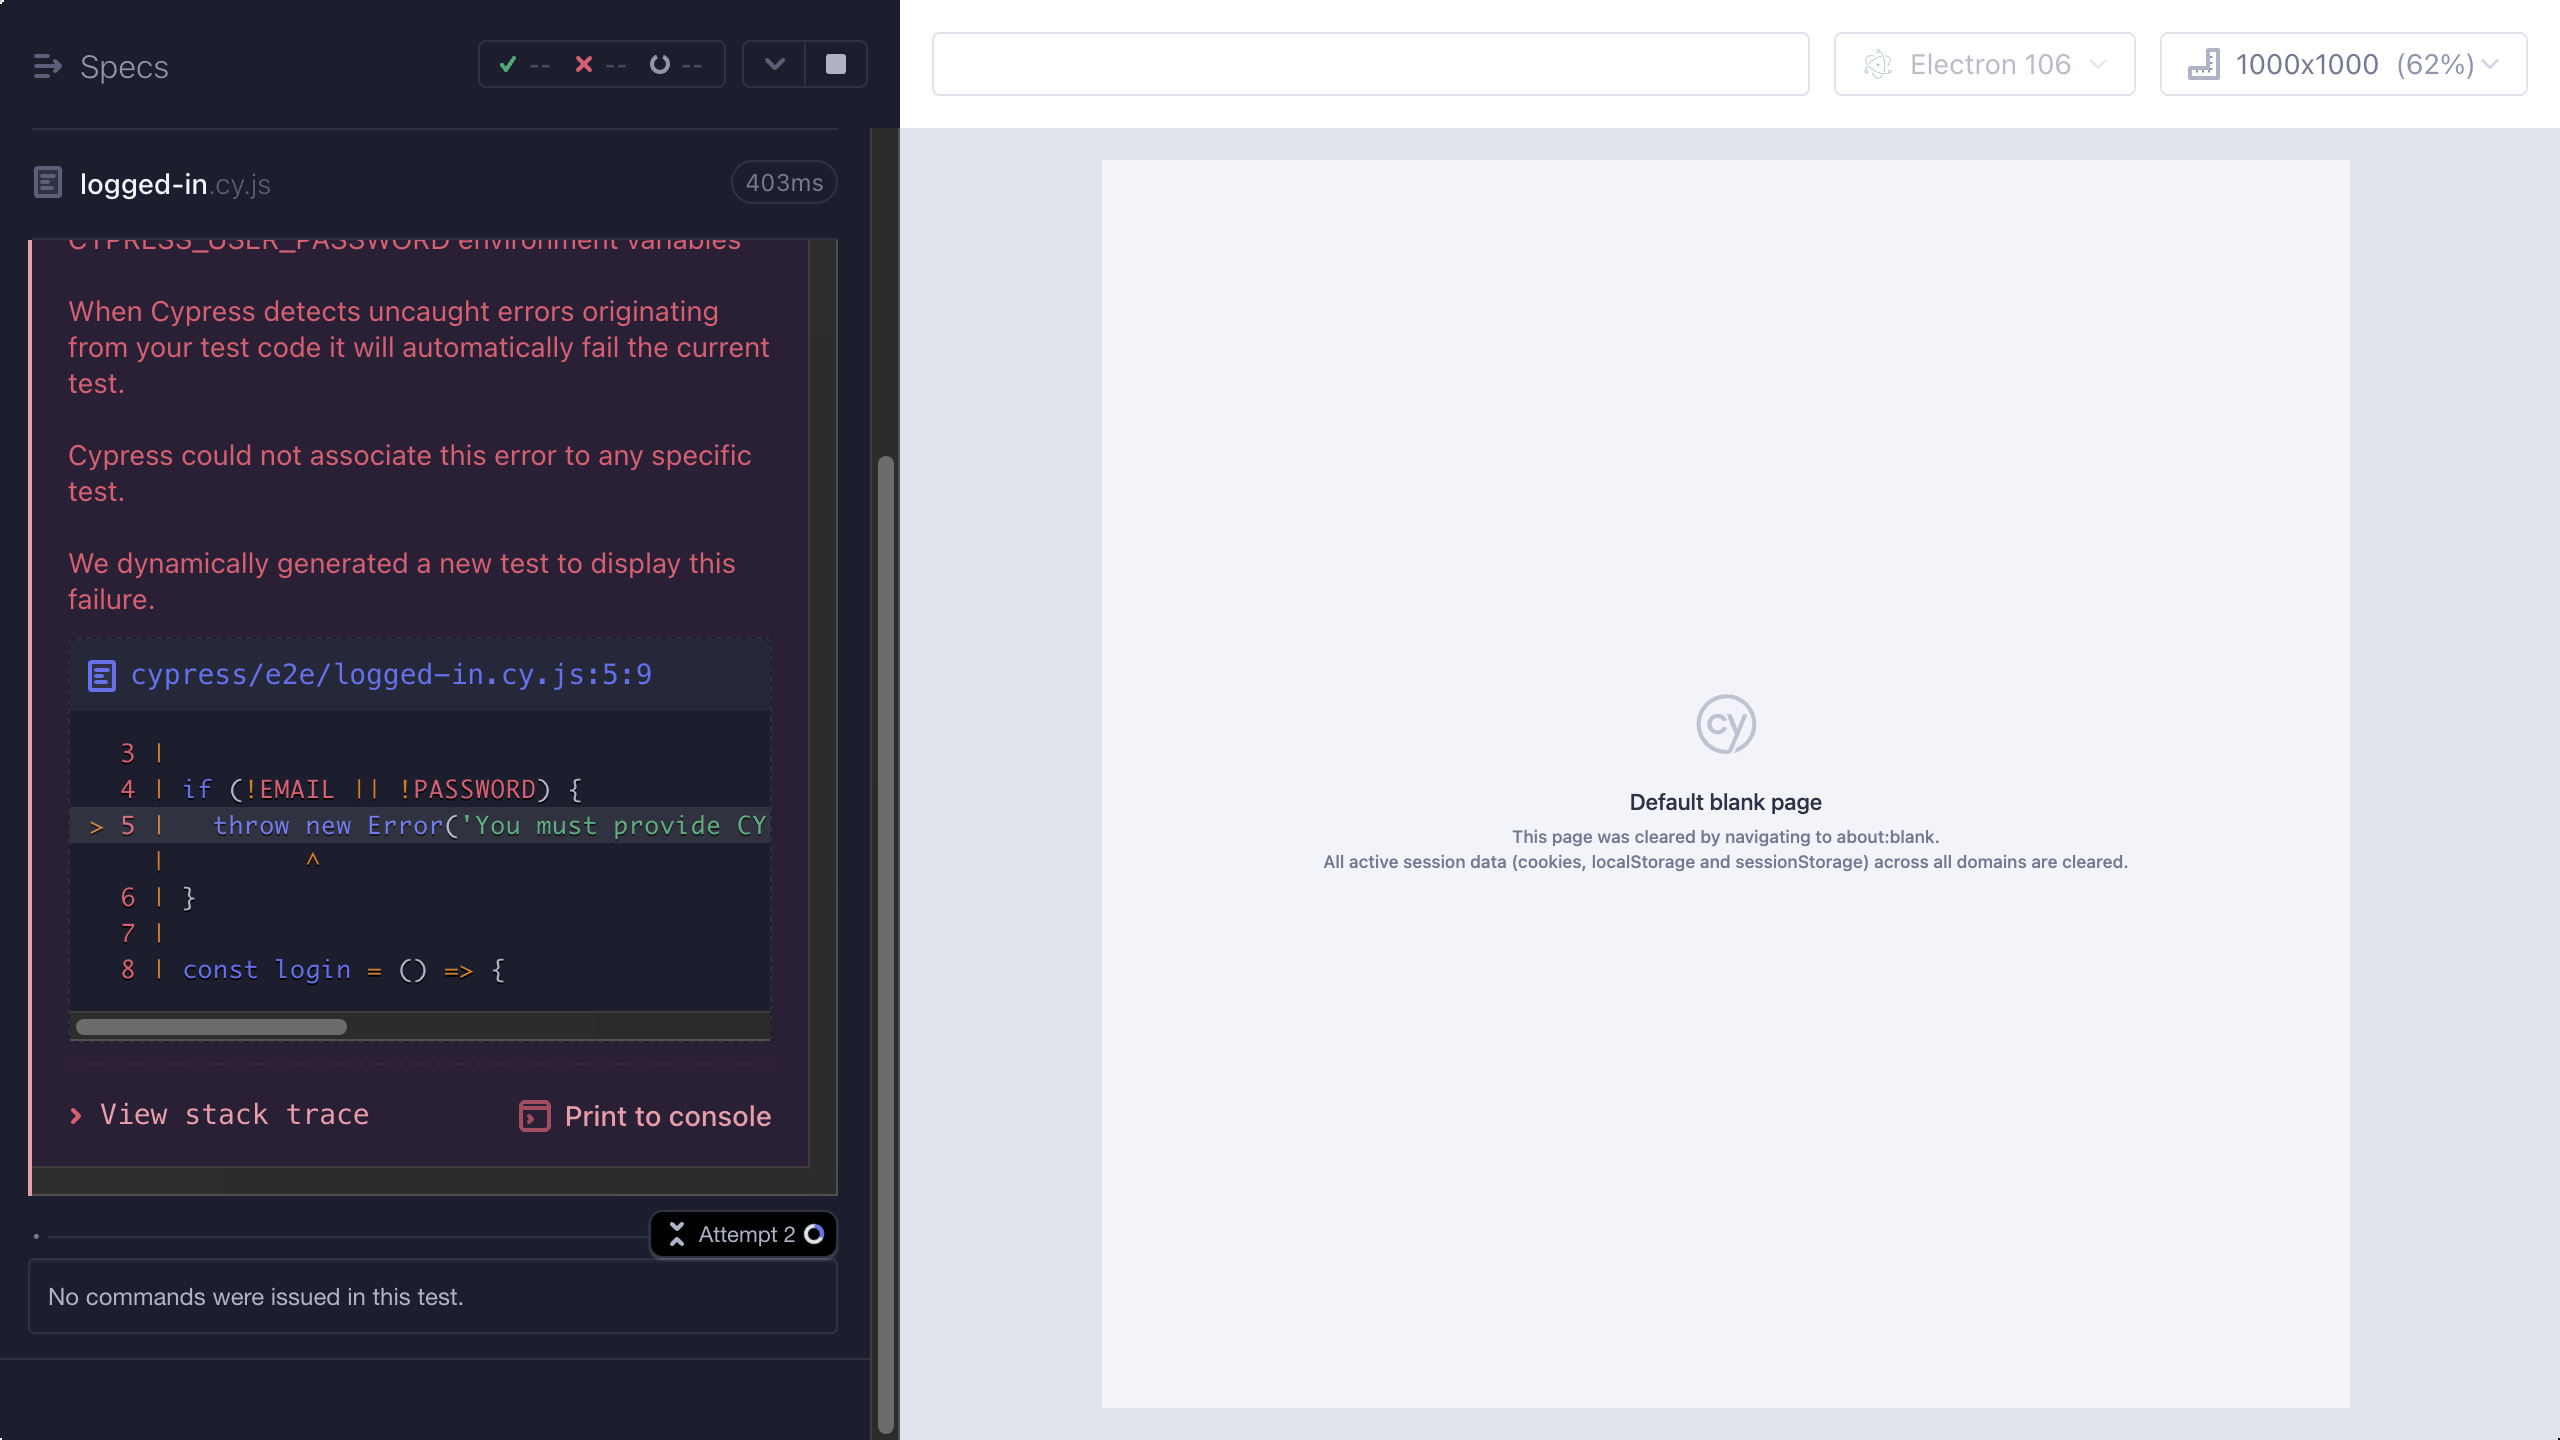 Specs
-- -- --
Electron 106
1000x1000 (62%)
logged-in.cy.js
403ms
CYPRESS_USER_PASSWORD environment variables
When Cypress detects uncaught errors originating
from your test code it will automatically fail the current
test.
Cypress could not associate this error to any specific
test.
We dynamically generated a new test to display this
failure.
cypress/e2e/logged-in.cy.js:5:9
3 |
4 | if (!EMAIL || !PASSWORD) {
> 5 |   throw new Error('You must provide CY
|         ^
6 | }
7 |
8 | const login = () => {
View stack trace
Print to console
Attempt 2
No commands were issued in this test.
cy
Default blank page
This page was cleared by navigating to about:blank.
All active session data (cookies, localStorage and sessionStorage) across all domains are cleared.